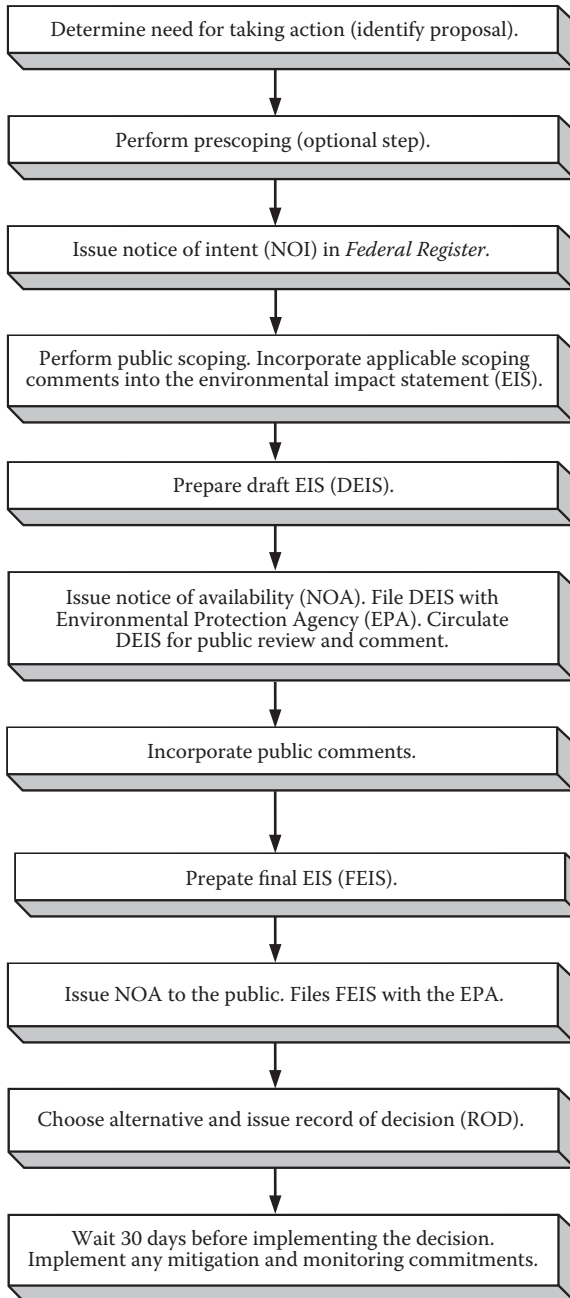 Determine need for taking action (identify proposal).
Perform prescoping (optional step).
Issue notice of intent (NOI) in Federal Register.
Perform public scoping. Incorporate applicable scoping
comments into the environmental impact statement (EIS).
Prepare draft EIS (DEIS).
Issue notice of availability (NOA). File DEIS with
Environmental Protection Agency (EPA). Circulate
DEIS for public review and comment.
Incorporate public comments.
Prepate final EIS (FEIS).
Issue NOA to the public. Files FEIS with the EPA.
Choose alternative and issue record of decision (ROD).
Wait 30 days before implementing the decision.
Implement any mitigation and monitoring commitments.